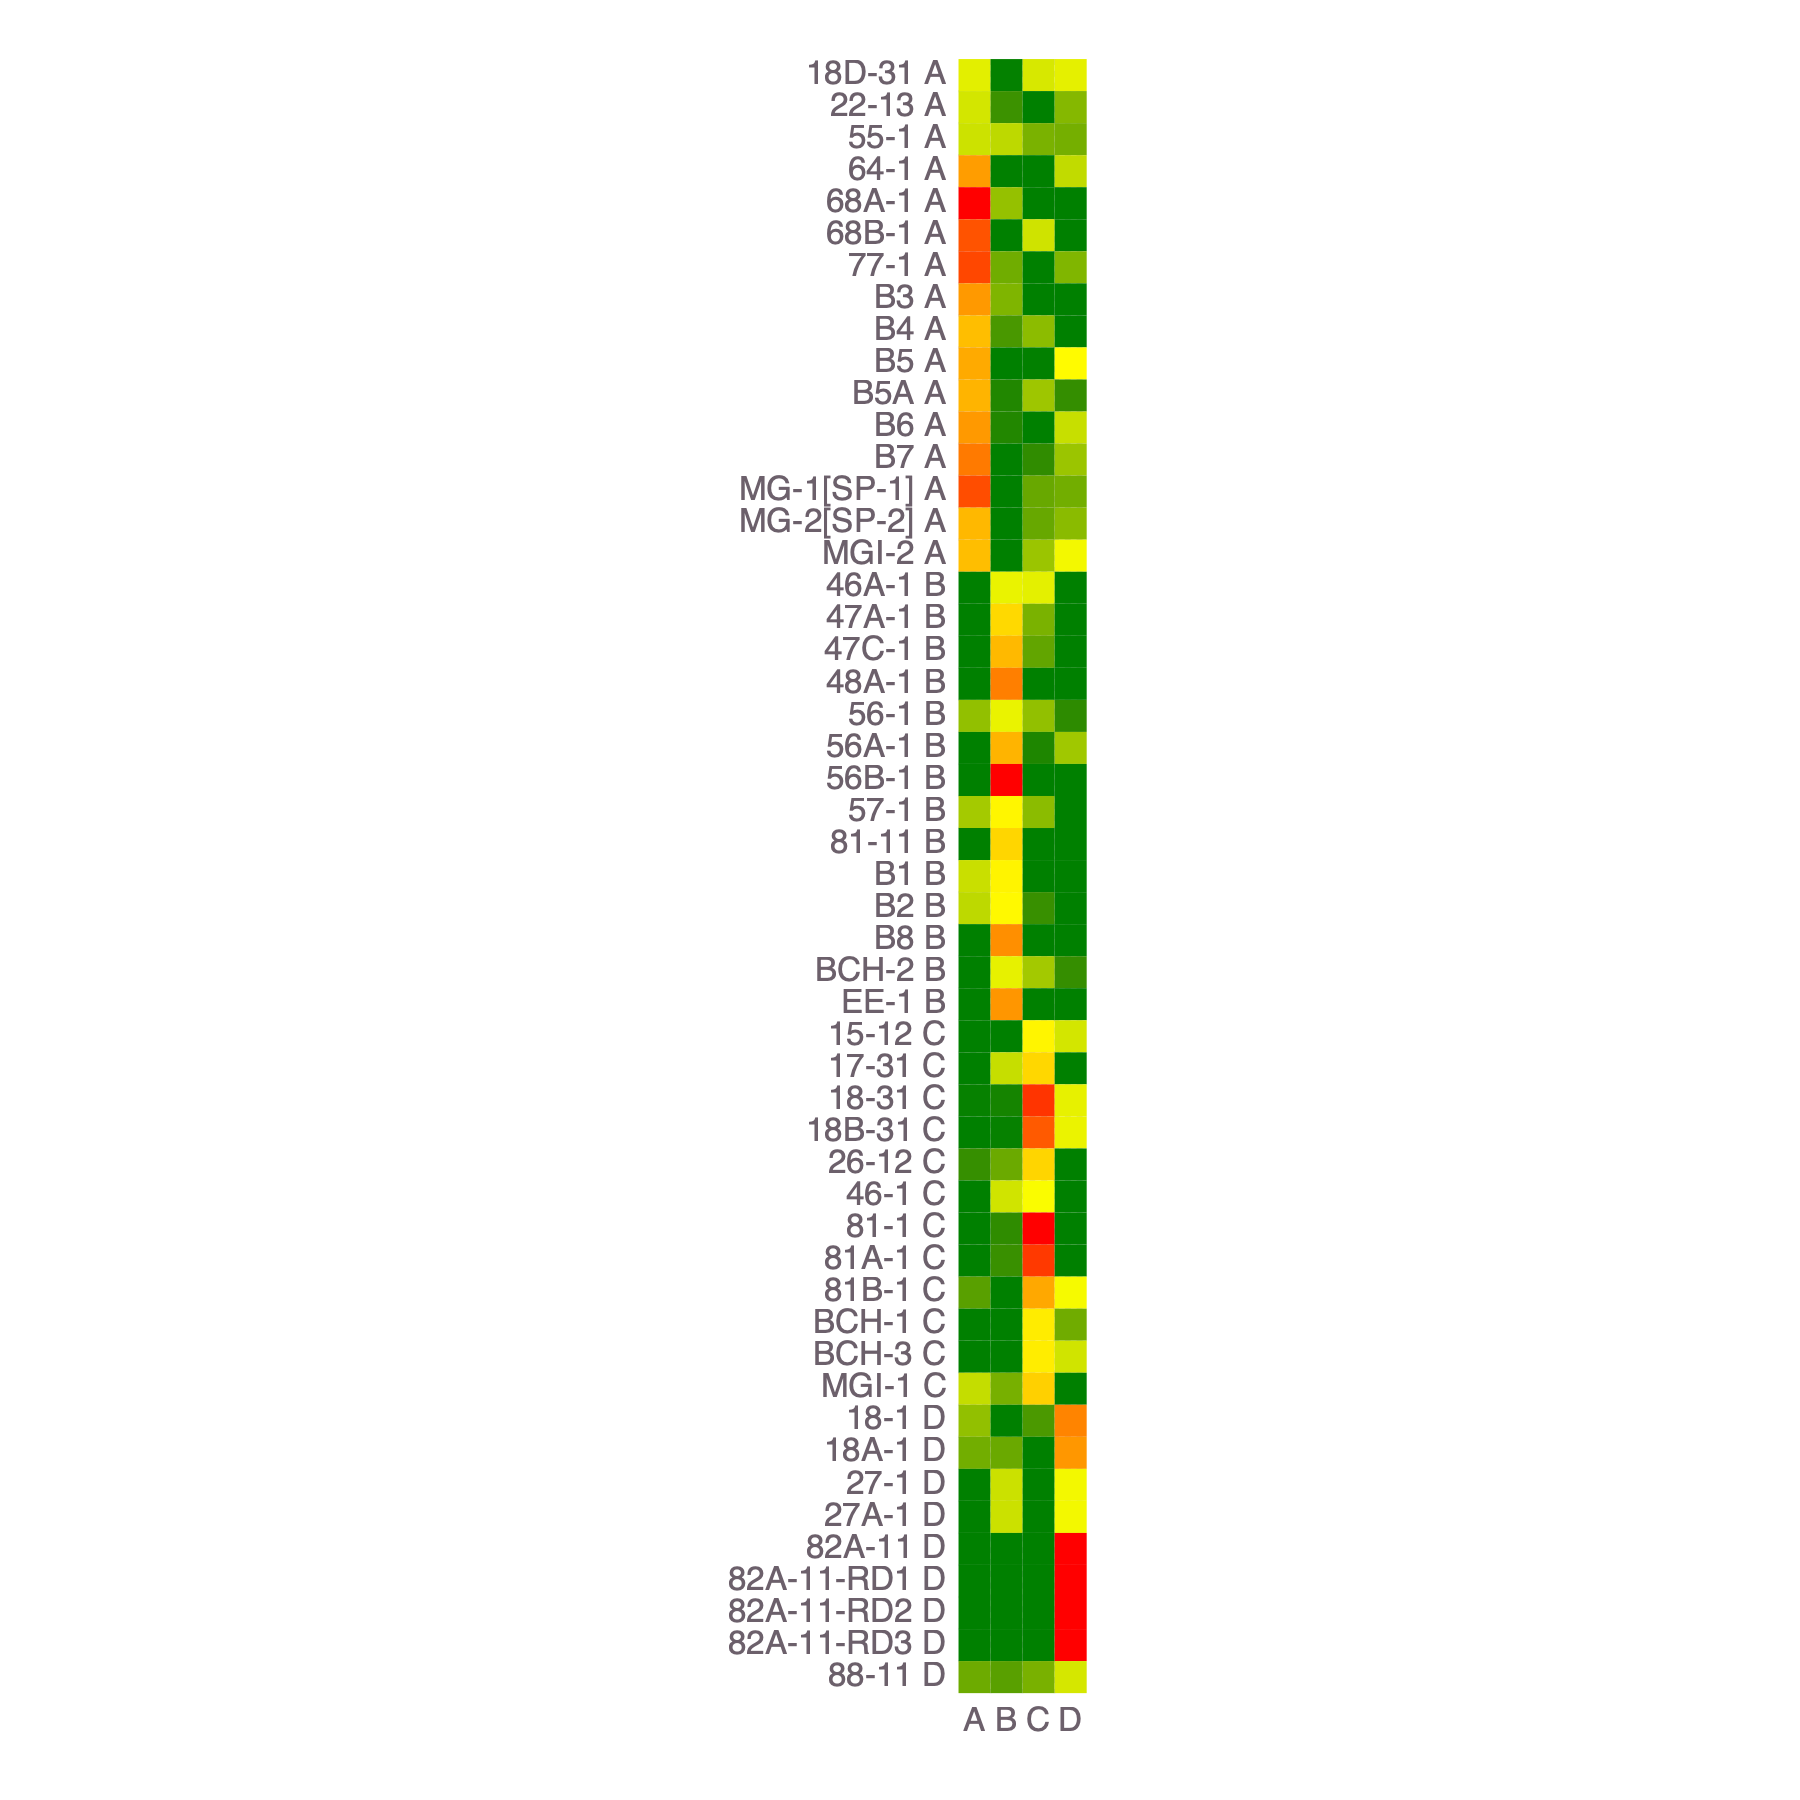 18D-31 A
22-13 A
55-1 A
64-1 A
68A-1 A
68B-1 A
77-1 A
B3 A
B4 A
B5 A
B5A A
B6 A
B7 A
MG-1[SP-1] A
MG-2[SP-2] A
MGI-2 A
46A-1 B
47A-1 B
47C-1 B
48A-1 B
56-1 B
56A-1 B
56B-1 B
57-1 B
81-11 B
B1 B
B2 B
B8 B
BCH-2 B
EE-1 B
15-12 C
17-31 C
18-31 C
18B-31 C
26-12 C
46-1 C
81-1 C
81A-1 C
81B-1 C
BCH-1 C
BCH-3 C
MGI-1 C
18-1 D
18A-1 D
27-1 D
27A-1 D
82A-11 D
82A-11-RD1 D
82A-11-RD2 D
82A-11-RD3 D
88-11 D
A B C D